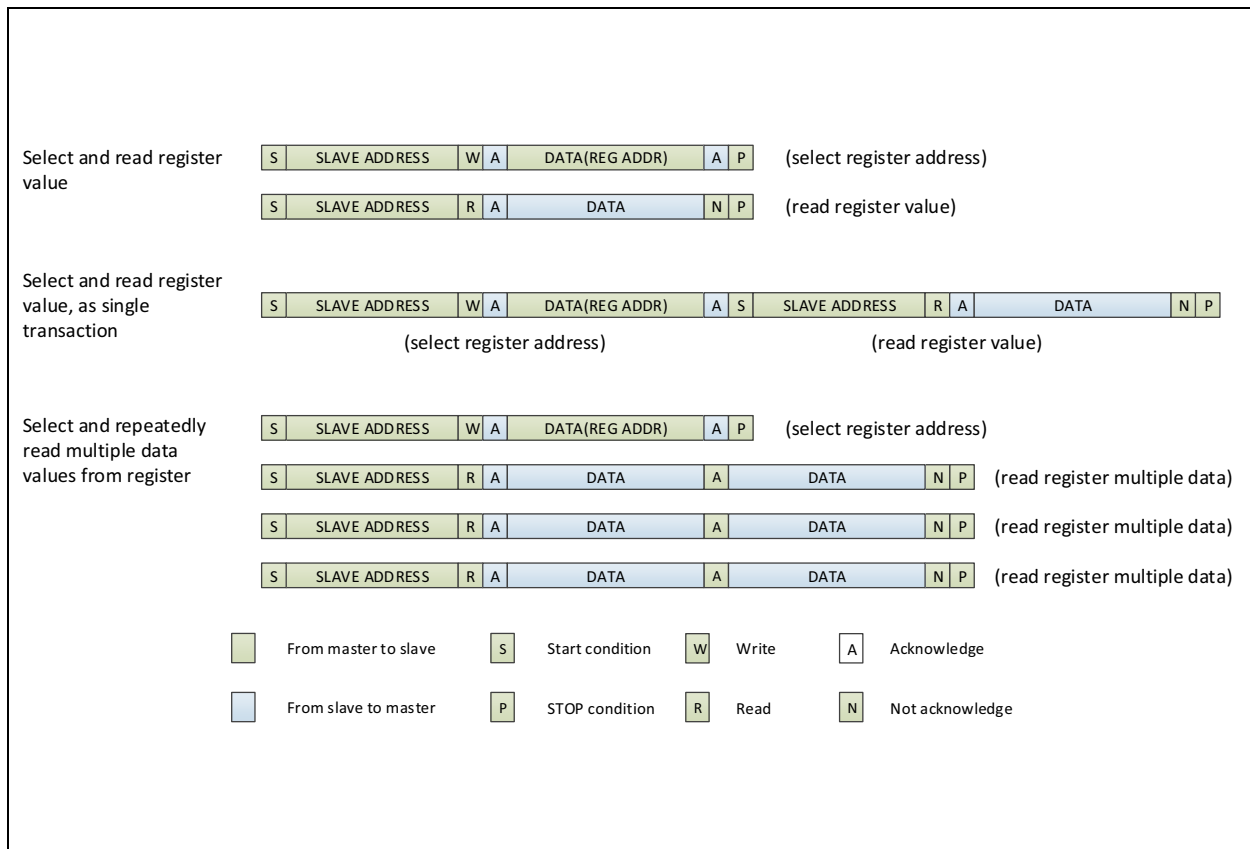 Select and read register
value
S SLAVE ADDRESS W A DATA(REG ADDR) A P (select register address)
S SLAVE ADDRESS R A DATA N P (read register value)
Select and read register
value, as single
transaction
S SLAVE ADDRESS W A DATA(REG ADDR) A S SLAVE ADDRESS R A DATA N P
(select register address) (read register value)
Select and repeatedly
read multiple data
values from register
S SLAVE ADDRESS W A DATA(REG ADDR) A P (select register address)
S SLAVE ADDRESS R A DATA A DATA N P (read register multiple data)
S SLAVE ADDRESS R A DATA A DATA N P (read register multiple data)
S SLAVE ADDRESS R A DATA A DATA N P (read register multiple data)
From master to slave S Start condition W Write A Acknowledge
From slave to master P STOP condition R Read N Not acknowledge